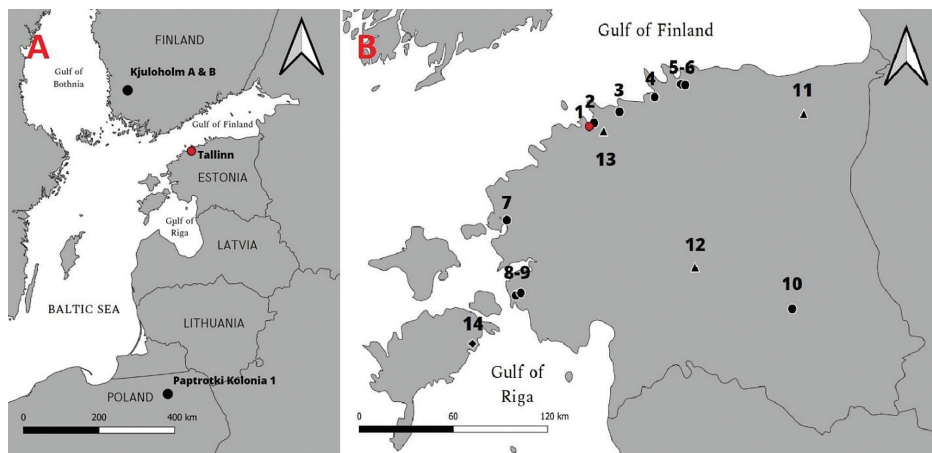 A
FINLAND
Gulf of
Bothnia
Kjuloholm A & B
Gulf of Finland
Tallinn
ESTONIA
Gulf of
Riga
LATVIA
BALTIC SEA
LITHUANIA
Paptrotki Kolonia 1
POLAND
0 200 400 km
B
Gulf of Finland
5-6
4
3
2
1
11
13
7
12
8-9
10
14
Gulf of
Riga
0 60 120 km